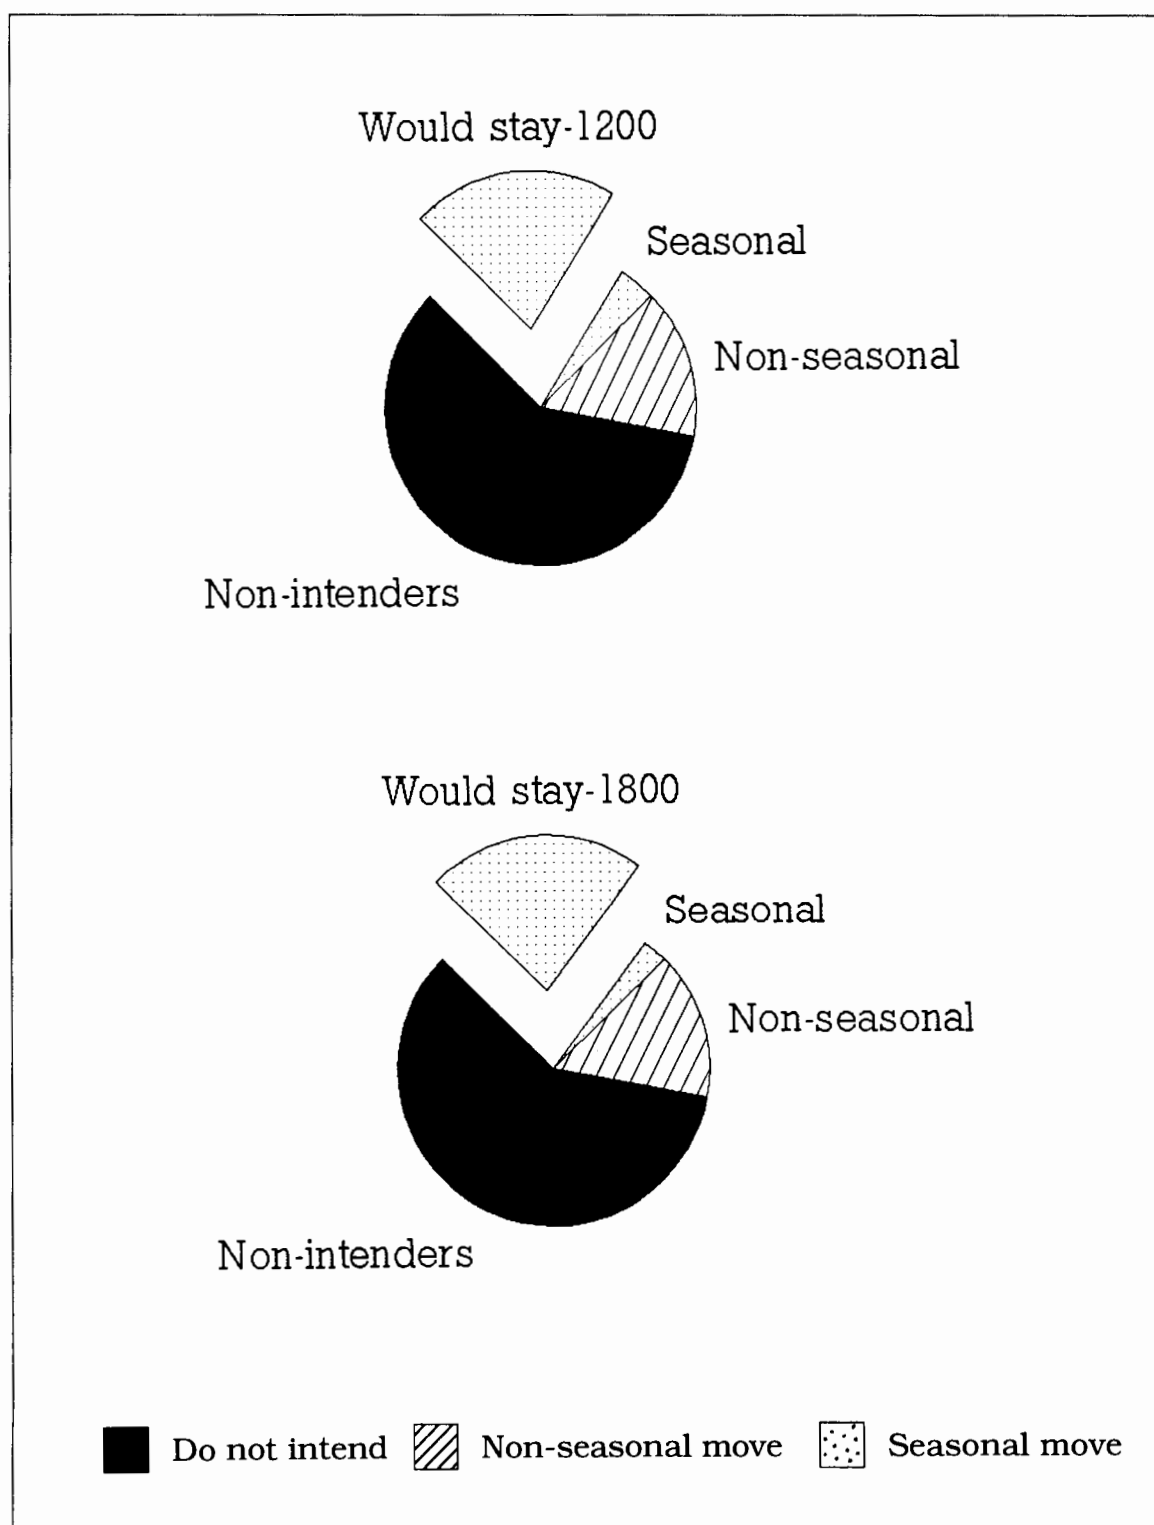 Would stay-1200
Seasonal
Non-seasonal
Non-intenders
Would stay-1800
Seasonal
Non-seasonal
Non-intenders
Do not intend
Non-seasonal move
Seasonal move